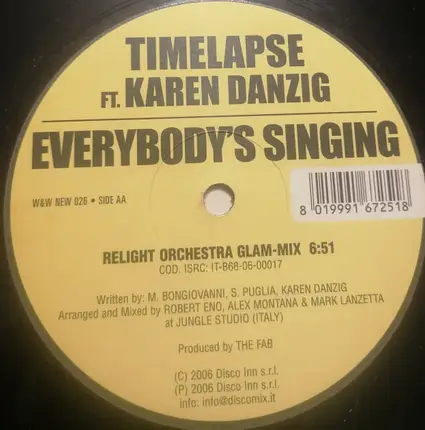 TIMELAPSE
FT. KAREN DANZIG
EVERYBODY'S SINGING
W&W NEW 026 • SIDE AA
8 019991 672518
RELIGHT ORCHESTRA GLAM-MIX 6:51
COD. ISRC: IT-B68-06-00017
Written by: M. BONGIOVANNI, S. PUGLIA, KAREN DANZIG
Arranged and Mixed by ROBERT ENO, ALEX MONTANA & MARK LANZETTA
at JUNGLE STUDIO (ITALY)
Produced by THE FAB
(C) 2006 Disco Inn s.r.l.
(P) 2006 Disco Inn s.r.l.
info: info@discomix.it